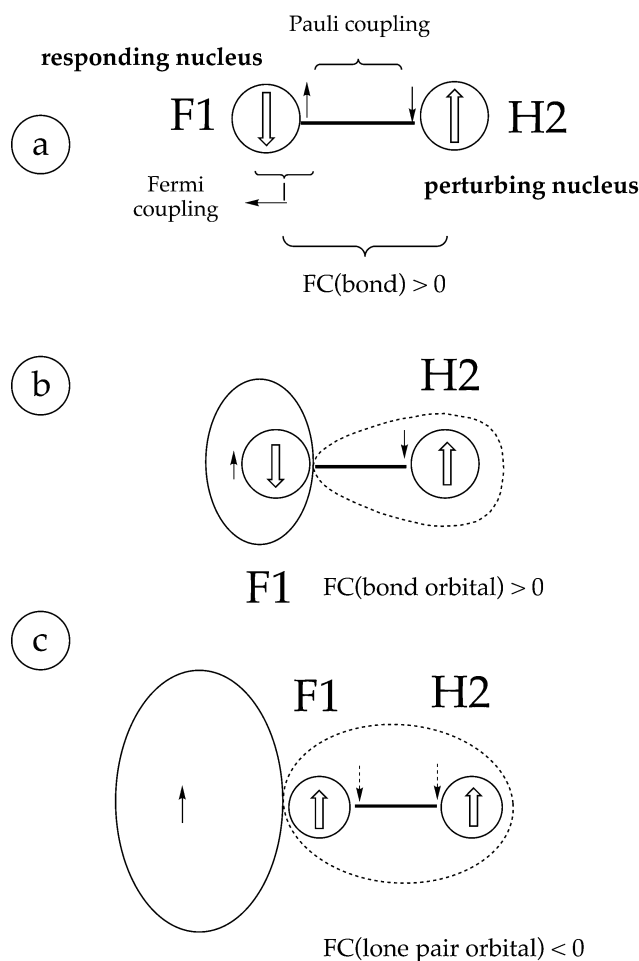 Pauli coupling
responding nucleus
F1
H2
a
Fermi
coupling
perturbing nucleus
FC(bond) > 0
b
H2
F1
FC(bond orbital) > 0
c
F1
H2
FC(lone pair orbital) < 0